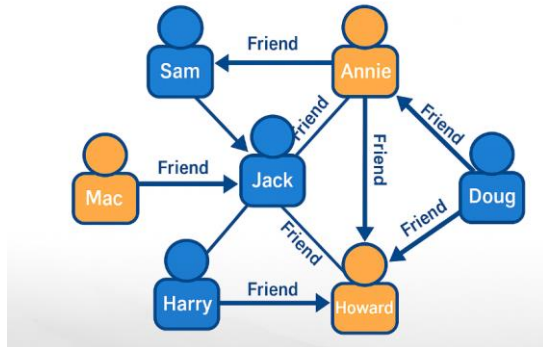 Friend
Sam
Annie
Friend
Friend
Friend
Friend
Mac
Jack
Doug
Friend
Friend
Harry
Friend
Howard